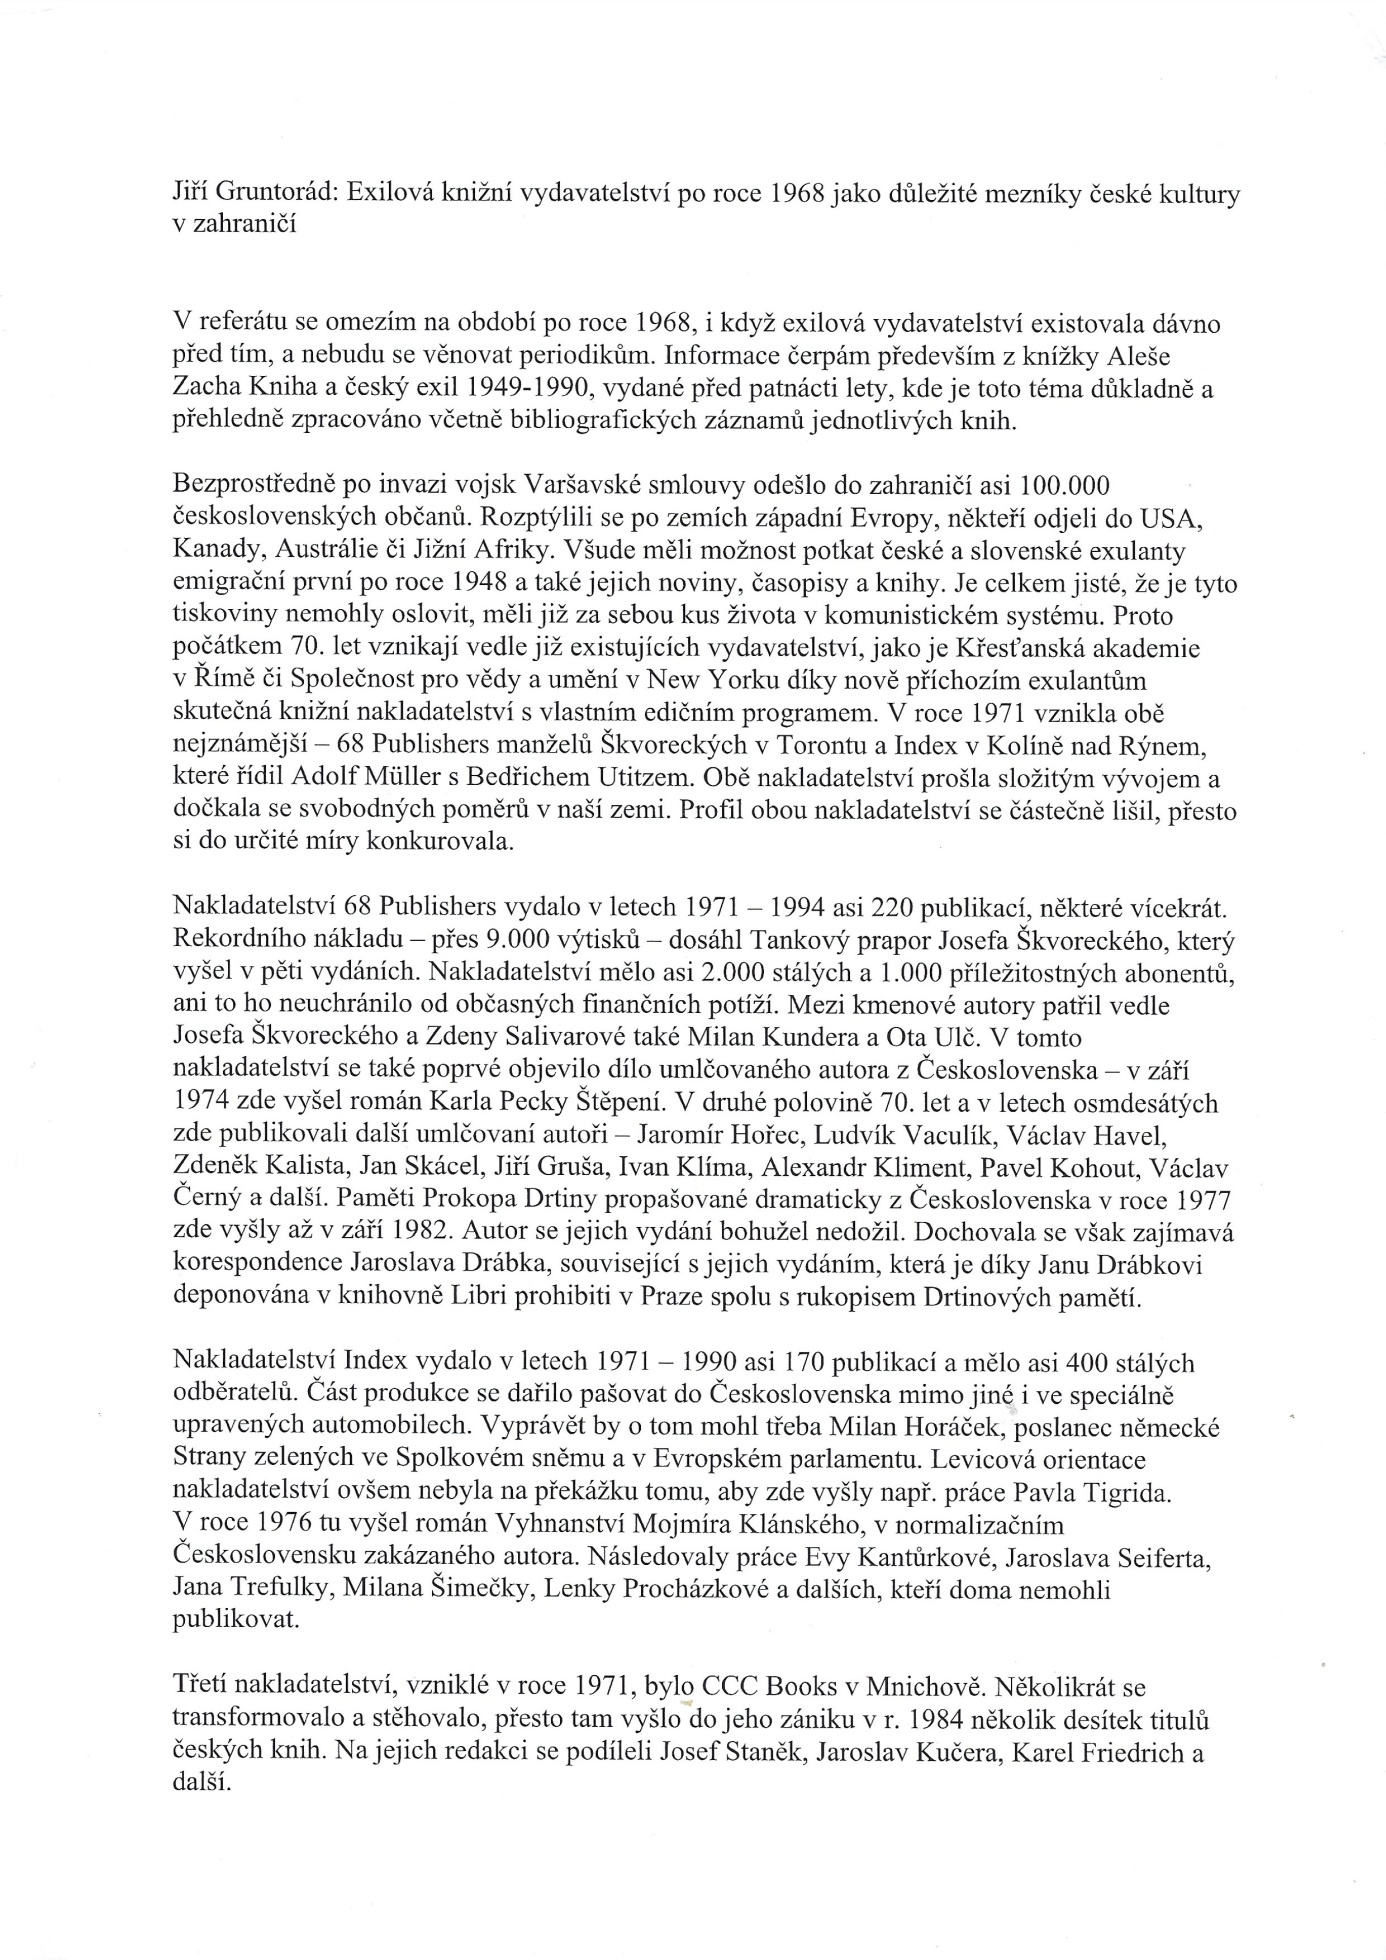 Jiří Gruntorád: Exilová knižní vydavatelství po roce 1968 jako důležité mezníky české kultury
v zahraničí
V referátu se omezím na období po roce 1968, i když exilová vydavatelství existovala dávno
před tím, a nebudu se věnovat periodikům. Informace čerpám především z knížky Aleše
Zacha Kniha a český exil 1949-1990, vydané před patnácti lety, kde je toto téma důkladně a
přehledně zpracováno včetně bibliografických záznamů jednotlivých knih.
Bezprostředně po invazi vojsk Varšavské smlouvy odešlo do zahraničí asi 100.000
československých občanů. Rozptýlili se po zemích západní Evropy, někteří odjeli do USA,
Kanady, Austrálie či Jižní Afriky. Všude měli možnost potkat české a slovenské exulanty
emigrační první po roce 1948 a také jejich noviny, časopisy a knihy. Je celkem jisté, že je tyto
tiskoviny nemohly oslovit, měli již za sebou kus života v komunistickém systému. Proto
počátkem 70. let vznikají vedle již existujících vydavatelství, jako je Křesťanská akademie
v Římě či Společnost pro vědy a umění v New Yorku díky nově příchozím exulantům
skutečná knižní nakladatelství s vlastním edičním programem. V roce 1971 vznikla obě
nejznámější – 68 Publishers manželů Škvoreckých v Torontu a Index v Kolíně nad Rýnem,
které řídil Adolf Müller s Bedřichem Utitzem. Obě nakladatelství prošla složitým vývojem a
dočkala se svobodných poměrů v naší zemi. Profil obou nakladatelství se částečně lišil, přesto
si do určité míry konkurovala.
Nakladatelství 68 Publishers vydalo v letech 1971 – 1994 asi 220 publikací, některé vícekrát.
Rekordního nákladu – přes 9.000 výtisků – dosáhl Tankový prapor Josefa Škvoreckého, který
vyšel v pěti vydáních. Nakladatelství mělo asi 2.000 stálých a 1.000 příležitostných abonentů,
ani to ho neuchránilo od občasných finančních potíží. Mezi kmenové autory patřil vedle
Josefa Škvoreckého a Zdeny Salivarové také Milan Kundera a Ota Ulč. V tomto
nakladatelství se také poprvé objevilo dílo umlčovaného autora z Československa – v září
1974 zde vyšel román Karla Pecky Štěpení. V druhé polovině 70. let a v letech osmdesátých
zde publikovali další umlčovaní autoři – Jaromír Hořec, Ludvík Vaculík, Václav Havel,
Zdeněk Kalista, Jan Skácel, Jiří Gruša, Ivan Klíma, Alexandr Kliment, Pavel Kohout, Václav
Černý a další. Paměti Prokopa Drtiny propašované dramaticky z Československa v roce 1977
zde vyšly až v září 1982. Autor se jejich vydání bohužel nedožil. Dochovala se však zajímavá
korespondence Jaroslava Drábka, související s jejich vydáním, která je díky Janu Drábkovi
deponována v knihovně Libri prohibiti v Praze spolu s rukopisem Drtinových pamětí.
Nakladatelství Index vydalo v letech 1971 – 1990 asi 170 publikací a mělo asi 400 stálých
odběratelů. Část produkce se dařilo pašovat do Československa mimo jiné i ve speciálně
upravených automobilech. Vyprávět by o tom mohl třeba Milan Horáček, poslanec německé
Strany zelených ve Spolkovém sněmu a v Evropském parlamentu. Levicová orientace
nakladatelství ovšem nebyla na překážku tomu, aby zde vyšly např. práce Pavla Tigrida.
V roce 1976 tu vyšel román Vyhnanství Mojmíra Klánského, v normalizačním
Československu zakázaného autora. Následovaly práce Evy Kantůrkové, Jaroslava Seiferta,
Jana Trefulky, Milana Šimečky, Lenky Procházkové a dalších, kteří doma nemohli
publikovat.
Třetí nakladatelství, vzniklé v roce 1971, bylo CCC Books v Mnichově. Několikrát se
transformovalo a stěhovalo, přesto tam vyšlo do jeho zániku v r. 1984 několik desítek titulů
českých knih. Na jejich redakci se podíleli Josef Staněk, Jaroslav Kučera, Karel Friedrich a
další.